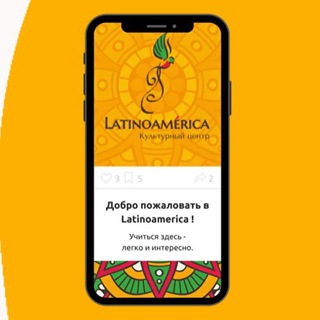 LATINOAMÉRICA
Культурный центр
3 5 2
Добро пожаловать в
Latinoamerica !
Учиться здесь -
легко и интересно.